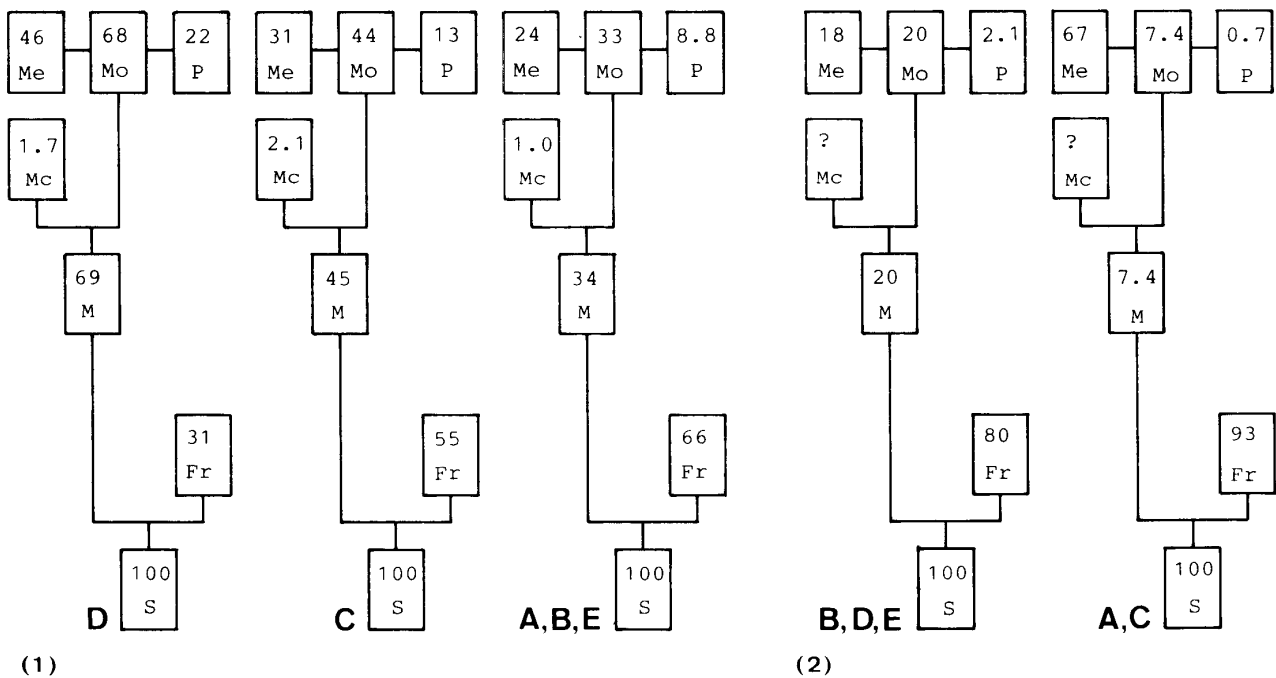 46 68 22 31 44 13 24 33 8.8 18 20 2.1 67 7.4 0.7
Me Mo P Me Mo P Me Mo P Me Mo P Me Mo P
1.7 2.1 1.0 ? ?
Mc Mc Mc Mc Mc
69 45 34 20 7.4
M M M M M
31 55 66 80 93
Fr Fr Fr Fr Fr
100 100 100 100 100
D S C S A,B,E S B,D,E S A,C S
(1) (2)